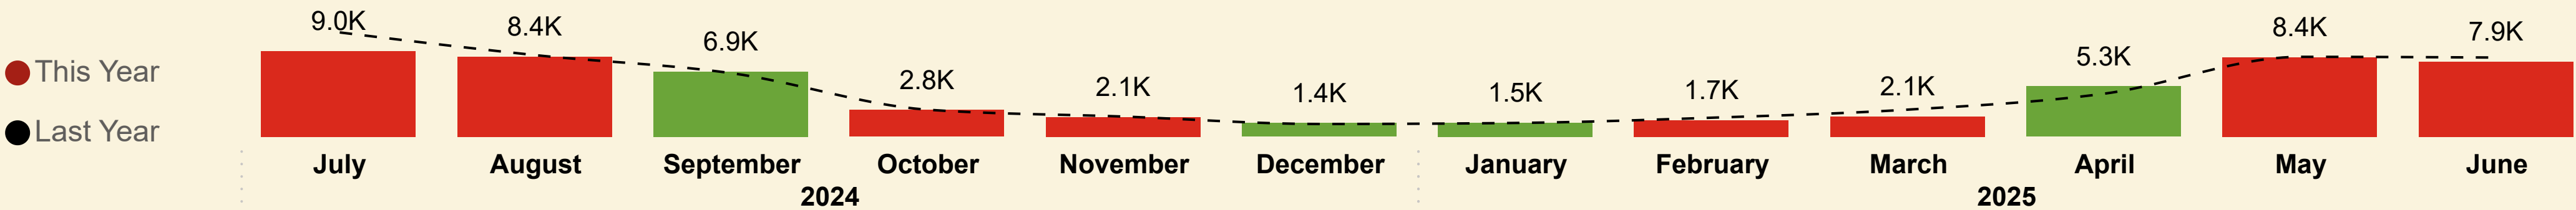 9.0K 8.4K 6.9K 2.8K 2.1K 1.4K 1.5K 1.7K 2.1K 5.3K 8.4K 7.9K
This Year
Last Year
July August September October November December January February March April May June
2024 2025